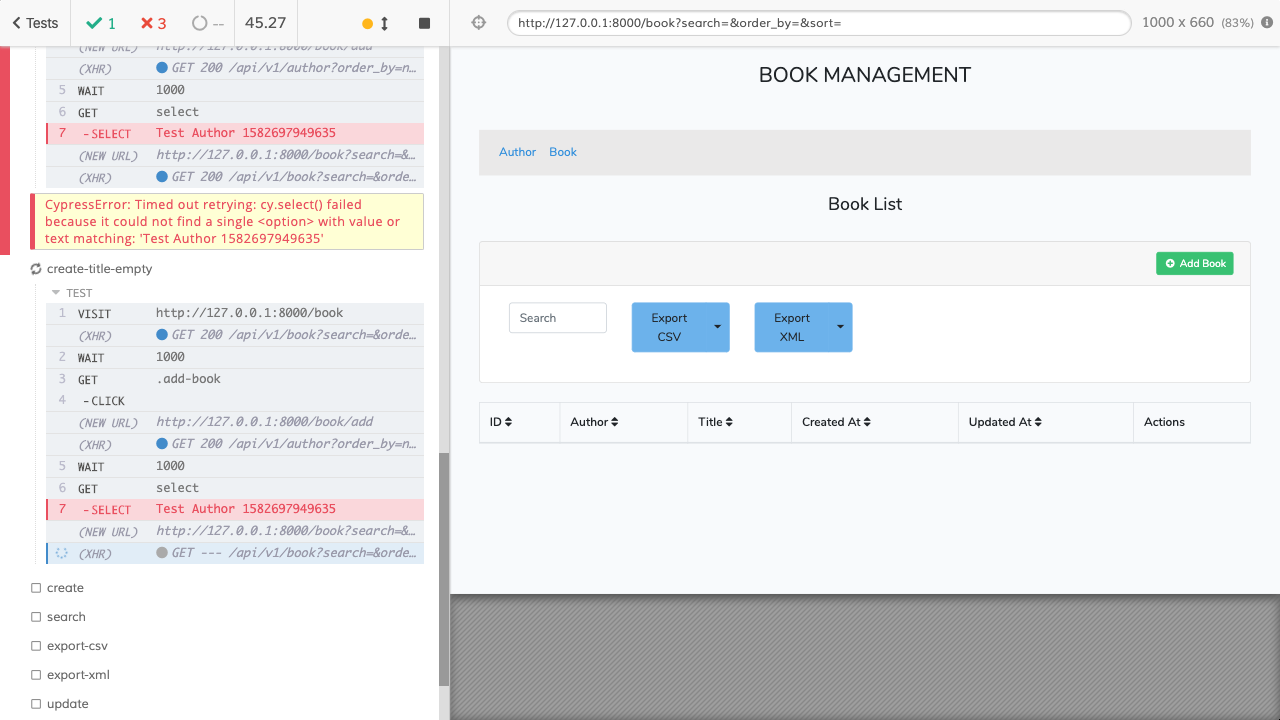 Tests
1
3
--
45.27
http://127.0.0.1:8000/book?search=&order_by=&sort=
1000 x 660 (83%)
(NEW URL) http://127.0.0.1:8000/book/add
(XHR) GET 200 /api/v1/author?order_by=n…
5 WAIT 1000
6 GET select
7 -SELECT Test Author 1582697949635
(NEW URL) http://127.0.0.1:8000/book?search=&…
(XHR) GET 200 /api/v1/book?search=&orde…
CypressError: Timed out retrying: cy.select() failed
because it could not find a single <option> with value or
text matching: 'Test Author 1582697949635'
create-title-empty
TEST
1 VISIT http://127.0.0.1:8000/book
(XHR) GET 200 /api/v1/book?search=&orde…
2 WAIT 1000
3 GET .add-book
4 -CLICK
(NEW URL) http://127.0.0.1:8000/book/add
(XHR) GET 200 /api/v1/author?order_by=n…
5 WAIT 1000
6 GET select
7 -SELECT Test Author 1582697949635
(NEW URL) http://127.0.0.1:8000/book?search=&…
(XHR) GET --- /api/v1/book?search=&orde…
create
search
export-csv
export-xml
update
BOOK MANAGEMENT
Author Book
Book List
Add Book
Search
Export
CSV
Export
XML
ID Author Title Created At Updated At Actions